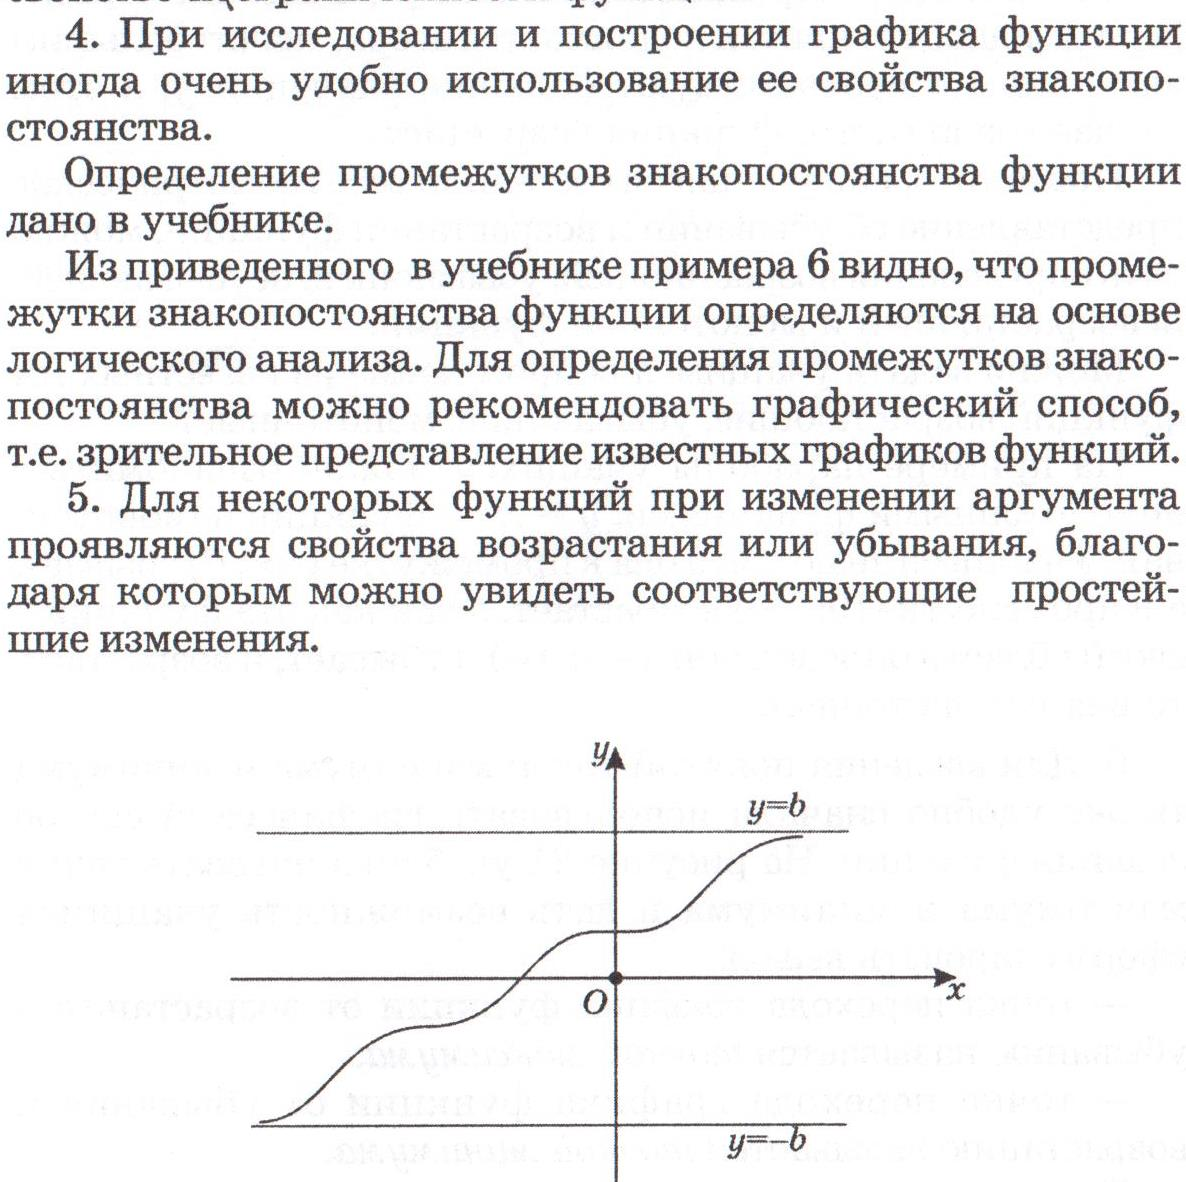 4. При исследовании и построении графика функции
иногда очень удобно использование ее свойства знакопо-
стоянства.
Определение промежутков знакопостоянства функции
дано в учебнике.
Из приведенного в учебнике примера 6 видно, что проме-
жутки знакопостоянства функции определяются на основе
логического анализа. Для определения промежутков знако-
постоянства можно рекомендовать графический способ,
т.е. зрительное представление известных графиков функций.
5. Для некоторых функций при изменении аргумента
проявляются свойства возрастания или убывания, благо-
даря которым можно увидеть соответствующие простей-
шие изменения.
y
y=b
O
x
y=-b